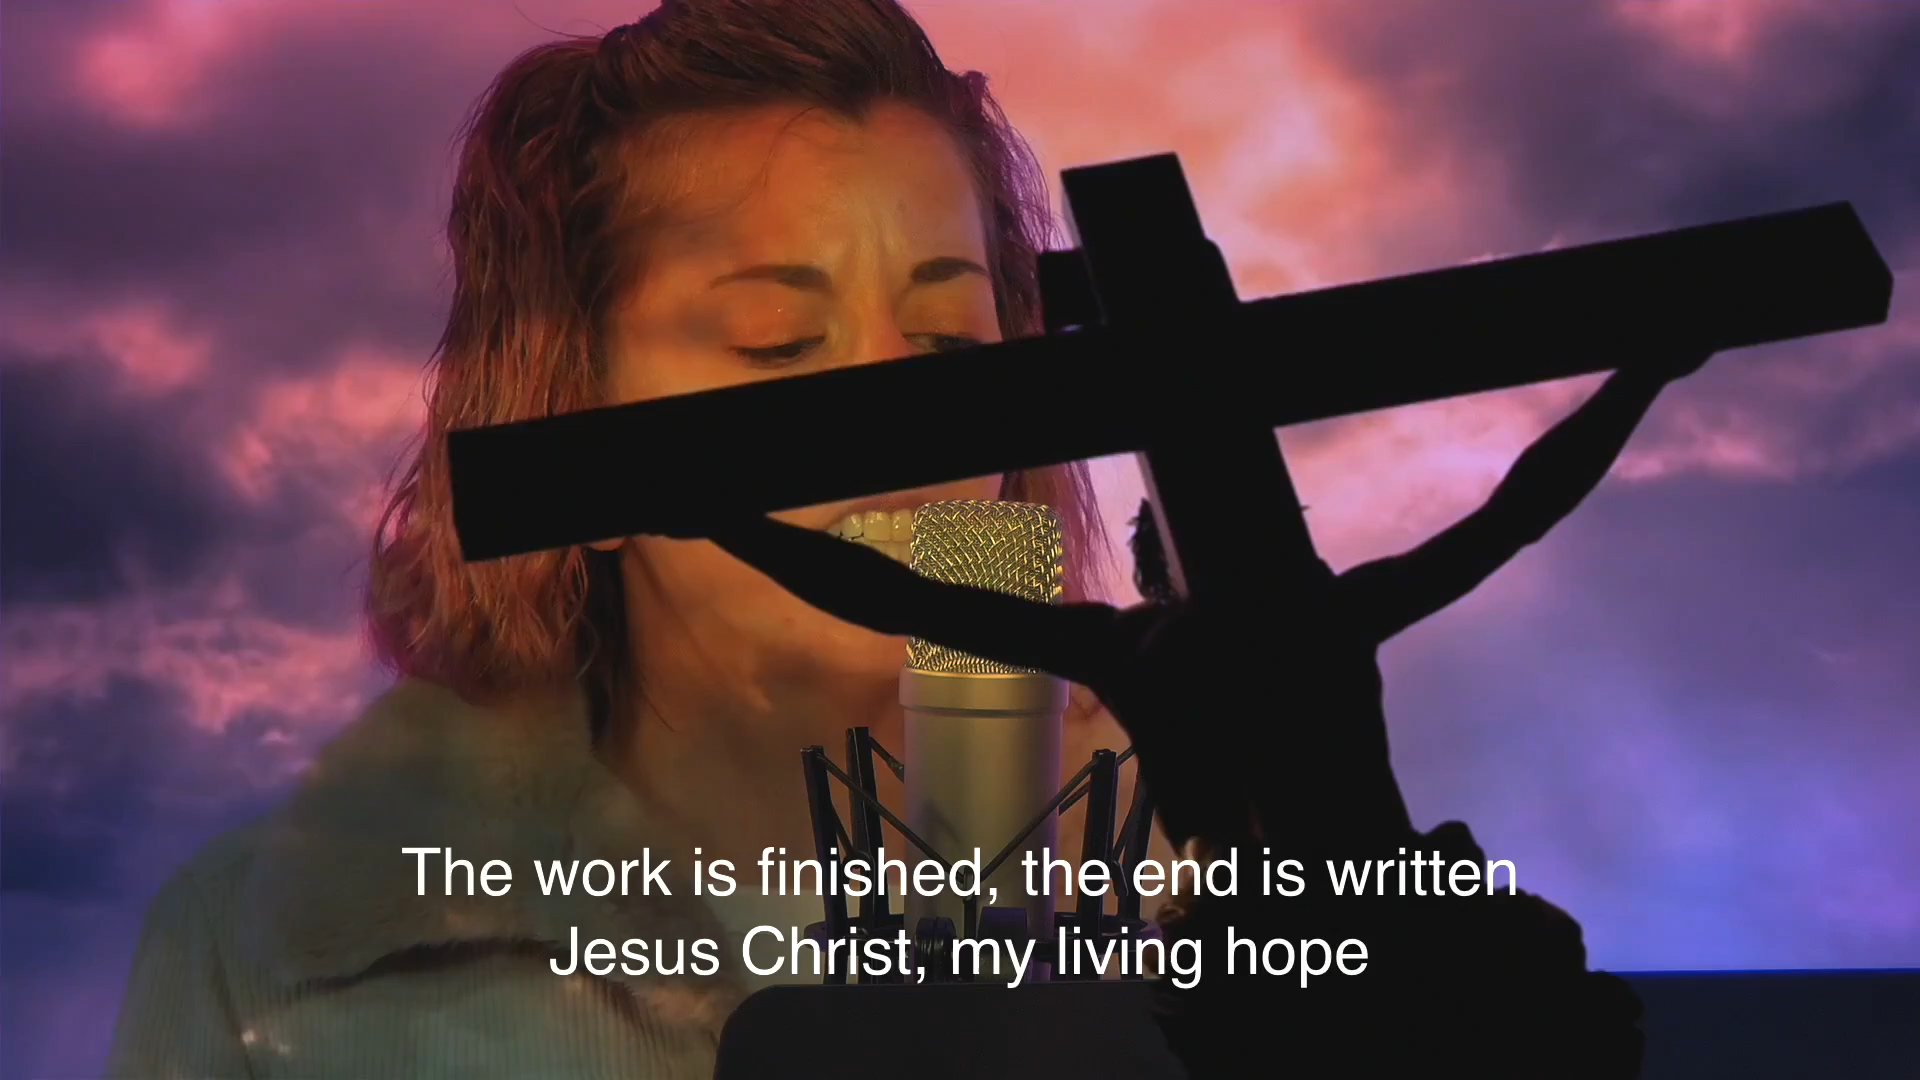 The work is finished, the end is written
Jesus Christ, my living hope